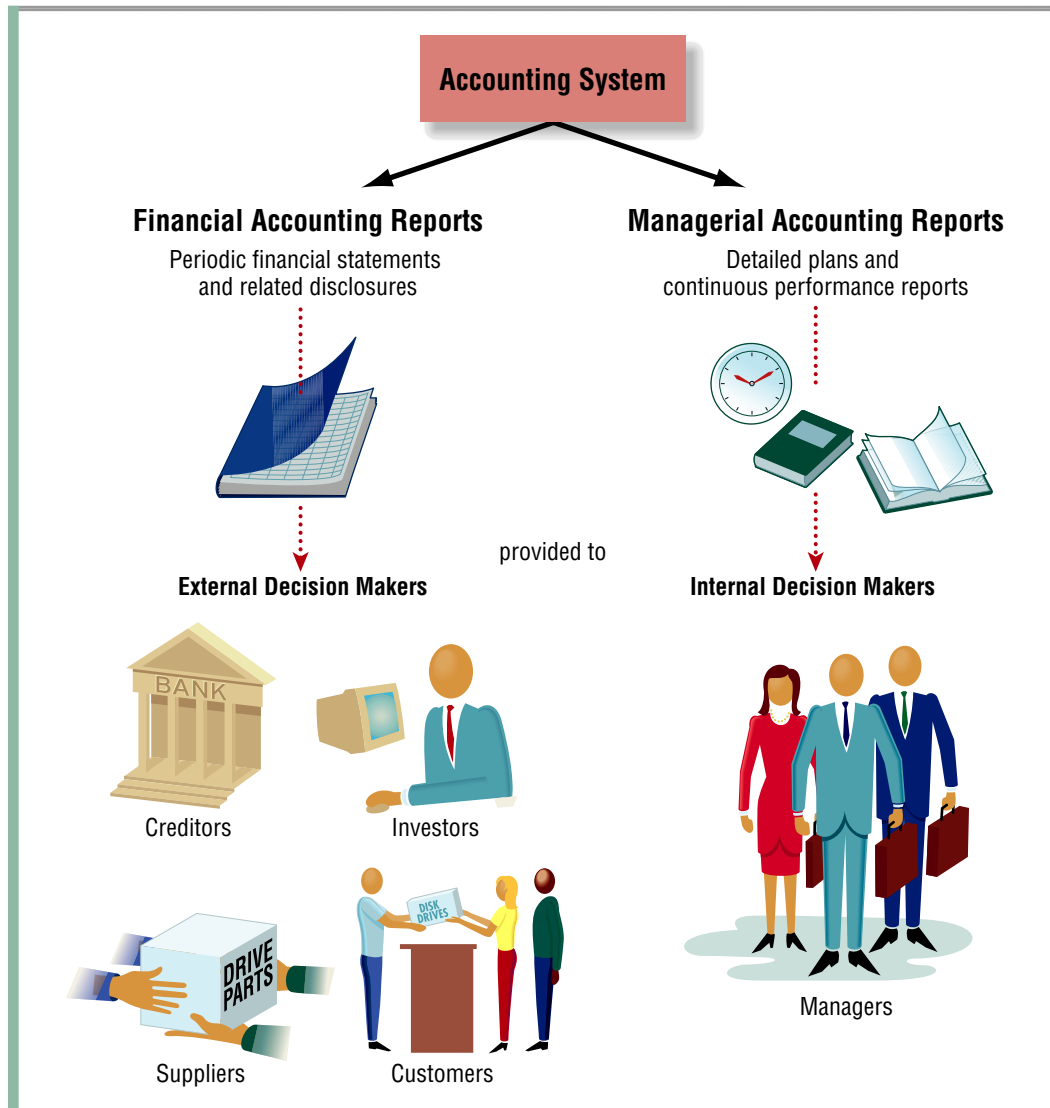 Accounting System
Financial Accounting Reports
Periodic financial statements
and related disclosures
Managerial Accounting Reports
Detailed plans and
continuous performance reports
provided to
External Decision Makers
Internal Decision Makers
BANK
Creditors
Investors
DRIVE
PARTS
Suppliers
DISK
DRIVES
Customers
Managers